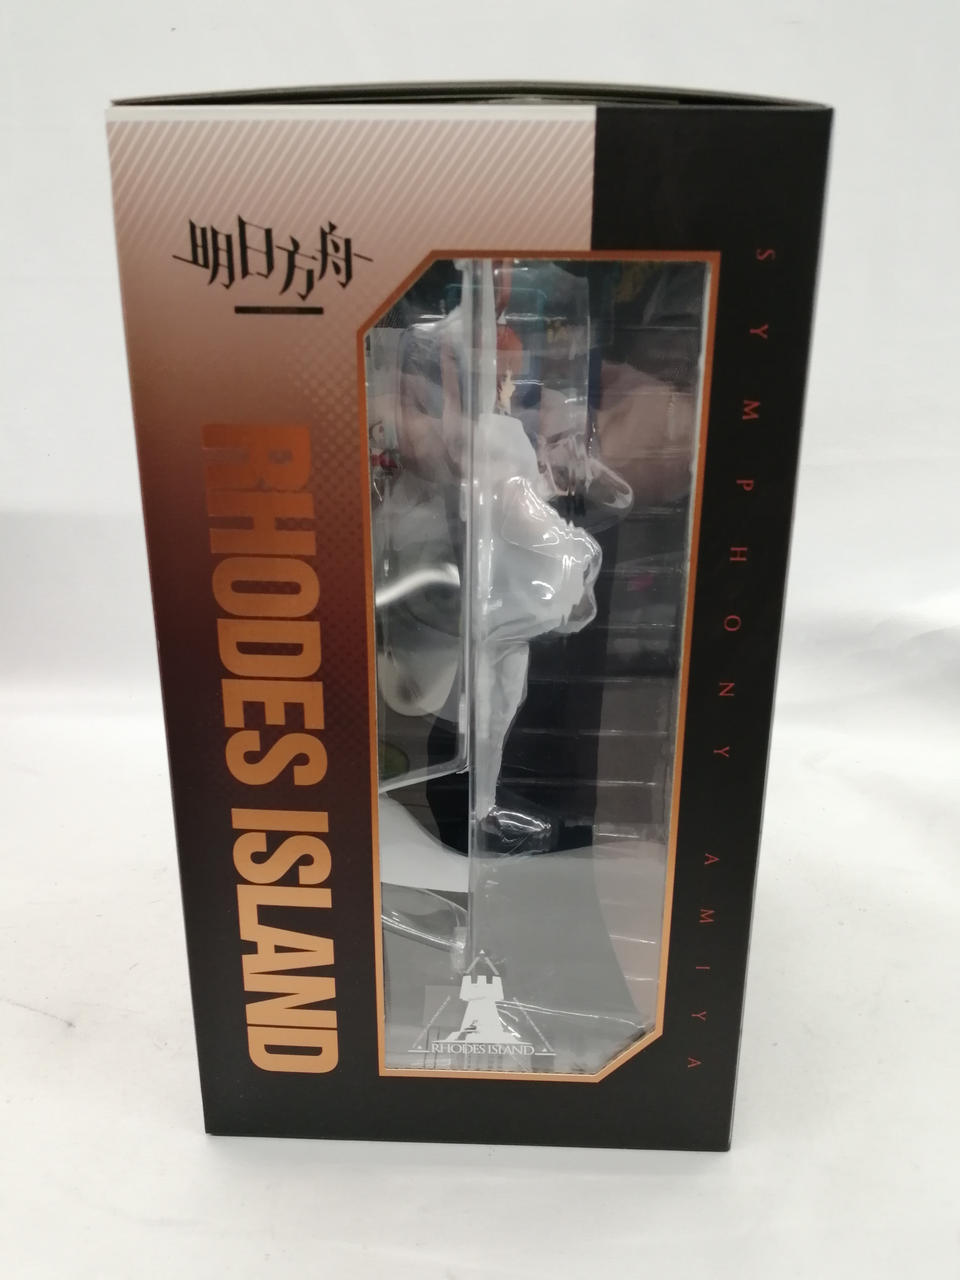 明日方舟
RHODES ISLAND
SYMPHONY AMIYA
RHODES ISLAND